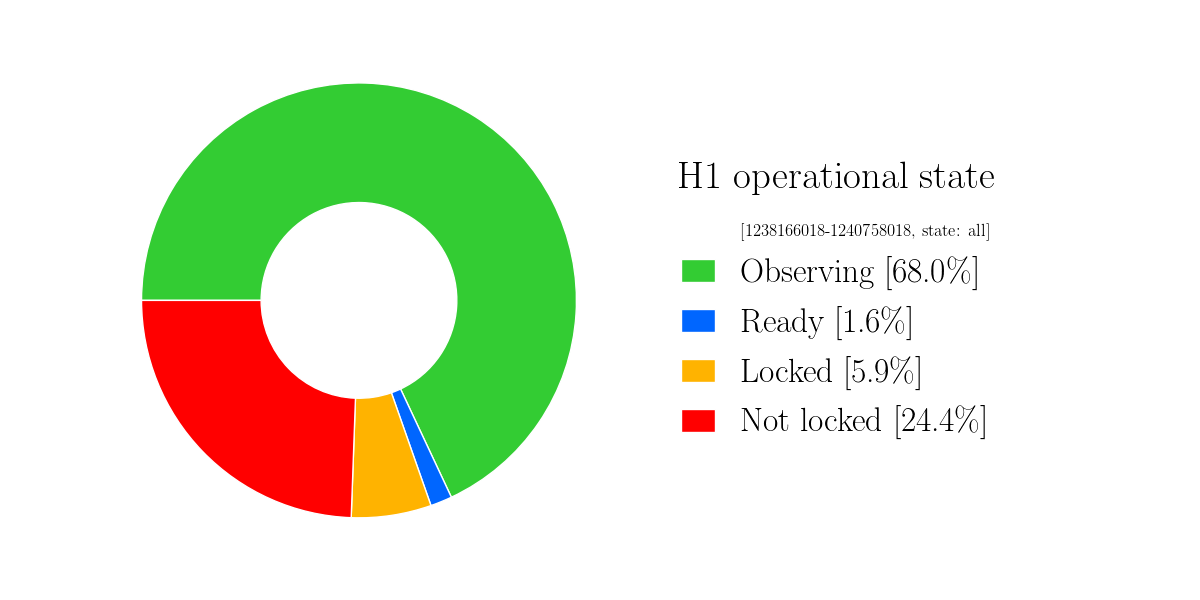 H1 operational state
[1238166018-1240758018, state: all]
Observing [68.0%]
Ready [1.6%]
Locked [5.9%]
Not locked [24.4%]